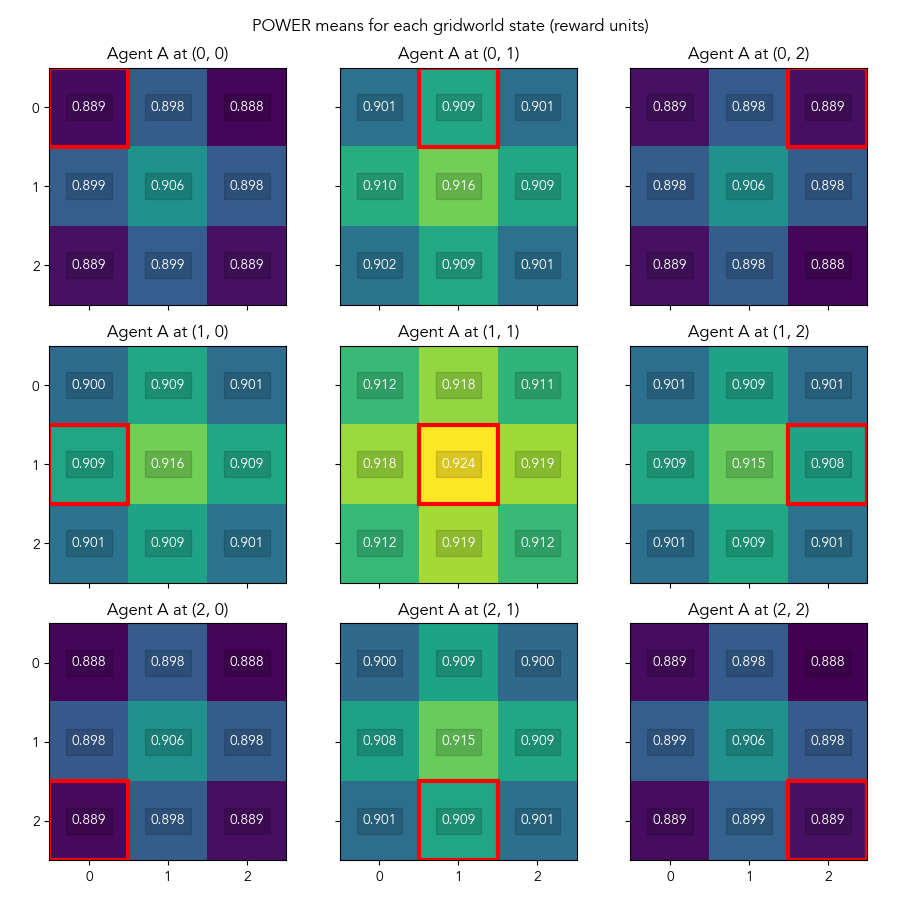 POWER means for each gridworld state (reward units)
Agent A at (0, 0) Agent A at (0, 1) Agent A at (0, 2)
0 0.889 0.898 0.888 0.901 0.909 0.901 0.889 0.898 0.889
1 0.899 0.906 0.898 0.910 0.916 0.909 0.898 0.906 0.898
2 0.889 0.899 0.889 0.902 0.909 0.901 0.889 0.898 0.888
Agent A at (1, 0) Agent A at (1, 1) Agent A at (1, 2)
0 0.900 0.909 0.901 0.912 0.918 0.911 0.901 0.909 0.901
1 0.909 0.916 0.909 0.918 0.924 0.919 0.909 0.915 0.908
2 0.901 0.909 0.901 0.912 0.919 0.912 0.901 0.909 0.901
Agent A at (2, 0) Agent A at (2, 1) Agent A at (2, 2)
0 0.888 0.898 0.888 0.900 0.909 0.900 0.889 0.898 0.888
1 0.898 0.906 0.898 0.908 0.915 0.909 0.899 0.906 0.898
2 0.889 0.898 0.889 0.901 0.909 0.901 0.889 0.899 0.889
0 1 2 0 1 2 0 1 2